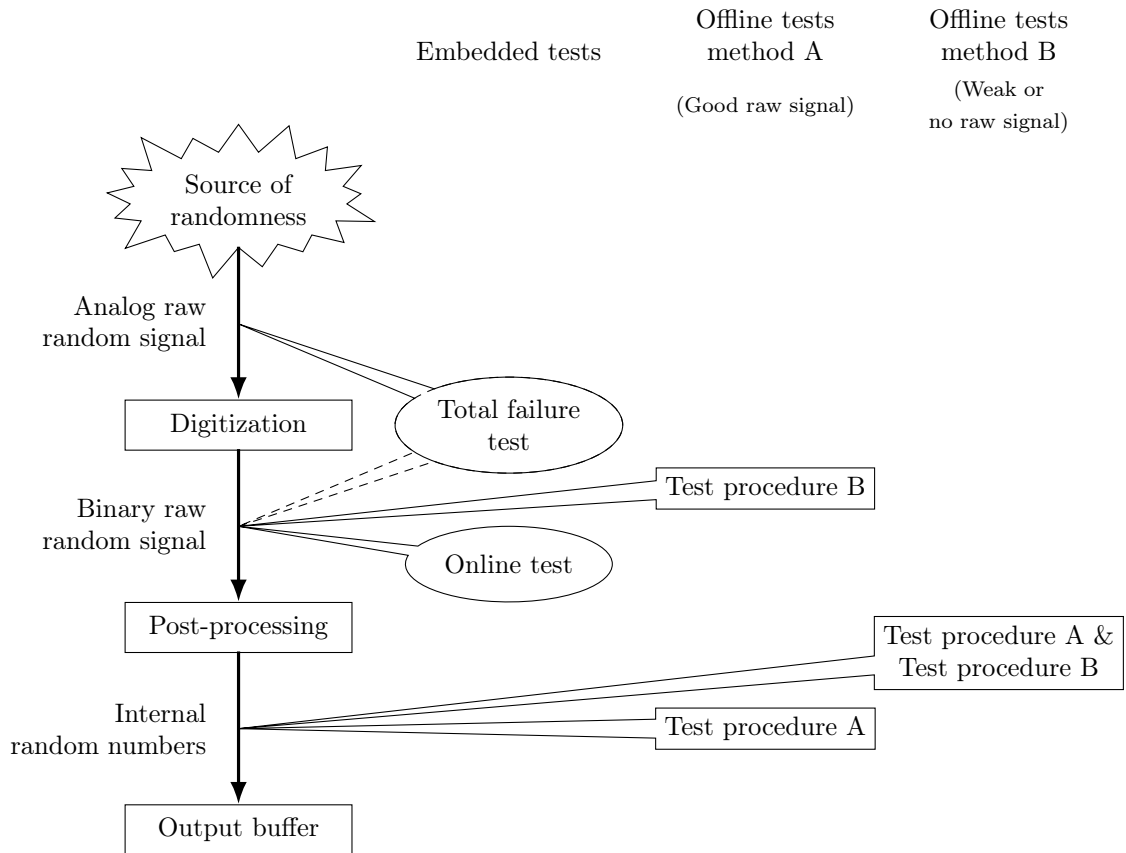 Embedded tests
Offline tests
method A
(Good raw signal)
Offline tests
method B
(Weak or
no raw signal)
Source of
randomness
Analog raw
random signal
Total failure
test
Digitization
Test procedure B
Binary raw
random signal
Online test
Post-processing
Test procedure A &
Test procedure B
Internal
random numbers
Test procedure A
Output buffer